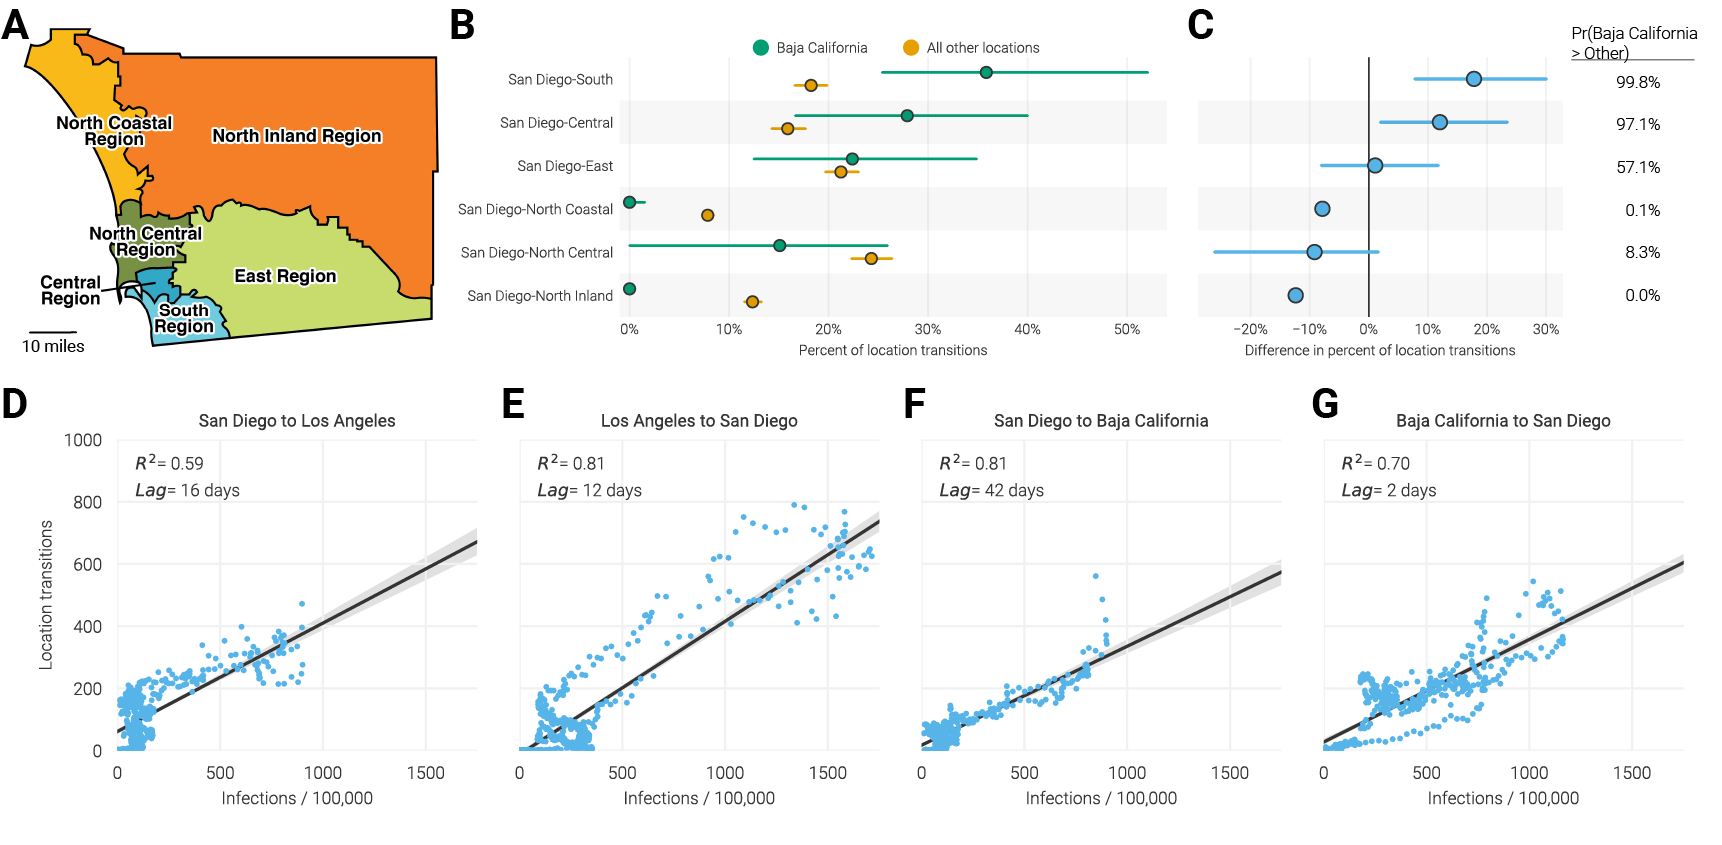 A
North Coastal
Region
North Inland Region
North Central
Region
Central
Region
East Region
South
Region
10 miles
B
Baja California
All other locations
San Diego-South
San Diego-Central
San Diego-East
San Diego-North Coastal
San Diego-North Central
San Diego-North Inland
0%
10%
20%
30%
40%
50%
Percent of location transitions
C
Pr(Baja California
> Other)
99.8%
97.1%
57.1%
0.1%
8.3%
0.0%
−20%
−10%
0%
10%
20%
30%
Difference in percent of location transitions
D
San Diego to Los Angeles
R²= 0.59
Lag= 16 days
Location transitions
1000
800
600
400
200
0
0
500
1000
1500
Infections / 100,000
E
Los Angeles to San Diego
R²= 0.81
Lag= 12 days
0
500
1000
1500
Infections / 100,000
F
San Diego to Baja California
R²= 0.81
Lag= 42 days
0
500
1000
1500
Infections / 100,000
G
Baja California to San Diego
R²= 0.70
Lag= 2 days
0
500
1000
1500
Infections / 100,000